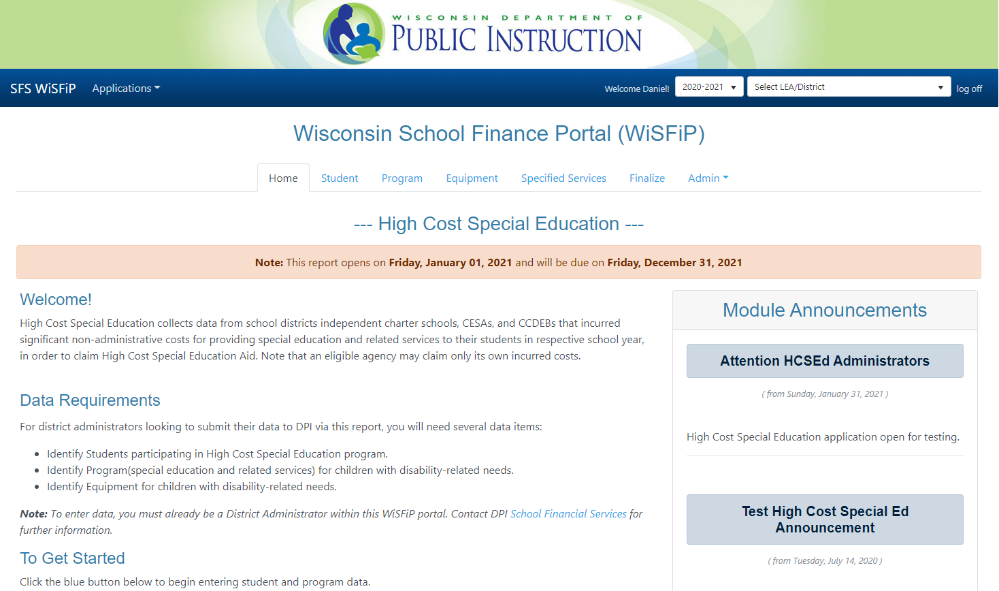 WISCONSIN DEPARTMENT OF
PUBLIC INSTRUCTION
SFS WiSFiP
Applications
Welcome Daniel!
2020-2021
Select LEA/District
log off
Wisconsin School Finance Portal (WiSFiP)
Home
Student
Program
Equipment
Specified Services
Finalize
Admin
--- High Cost Special Education ---
Note: This report opens on Friday, January 01, 2021 and will be due on Friday, December 31, 2021
Welcome!
High Cost Special Education collects data from school districts independent charter schools, CESAs, and CCDEBs that incurred
significant non-administrative costs for providing special education and related services to their students in respective school year,
in order to claim High Cost Special Education Aid. Note that an eligible agency may claim only its own incurred costs.
Data Requirements
For district administrators looking to submit their data to DPI via this report, you will need several data items:
• Identify Students participating in High Cost Special Education program.
• Identify Program(special education and related services) for children with disability-related needs.
• Identify Equipment for children with disability-related needs.
Note: To enter data, you must already be a District Administrator within this WiSFiP portal. Contact DPI School Financial Services for
further information.
To Get Started
Click the blue button below to begin entering student and program data.
Module Announcements
Attention HCSEd Administrators
( from Sunday, January 31, 2021 )
High Cost Special Education application open for testing.
Test High Cost Special Ed
Announcement
( from Tuesday, July 14, 2020 )